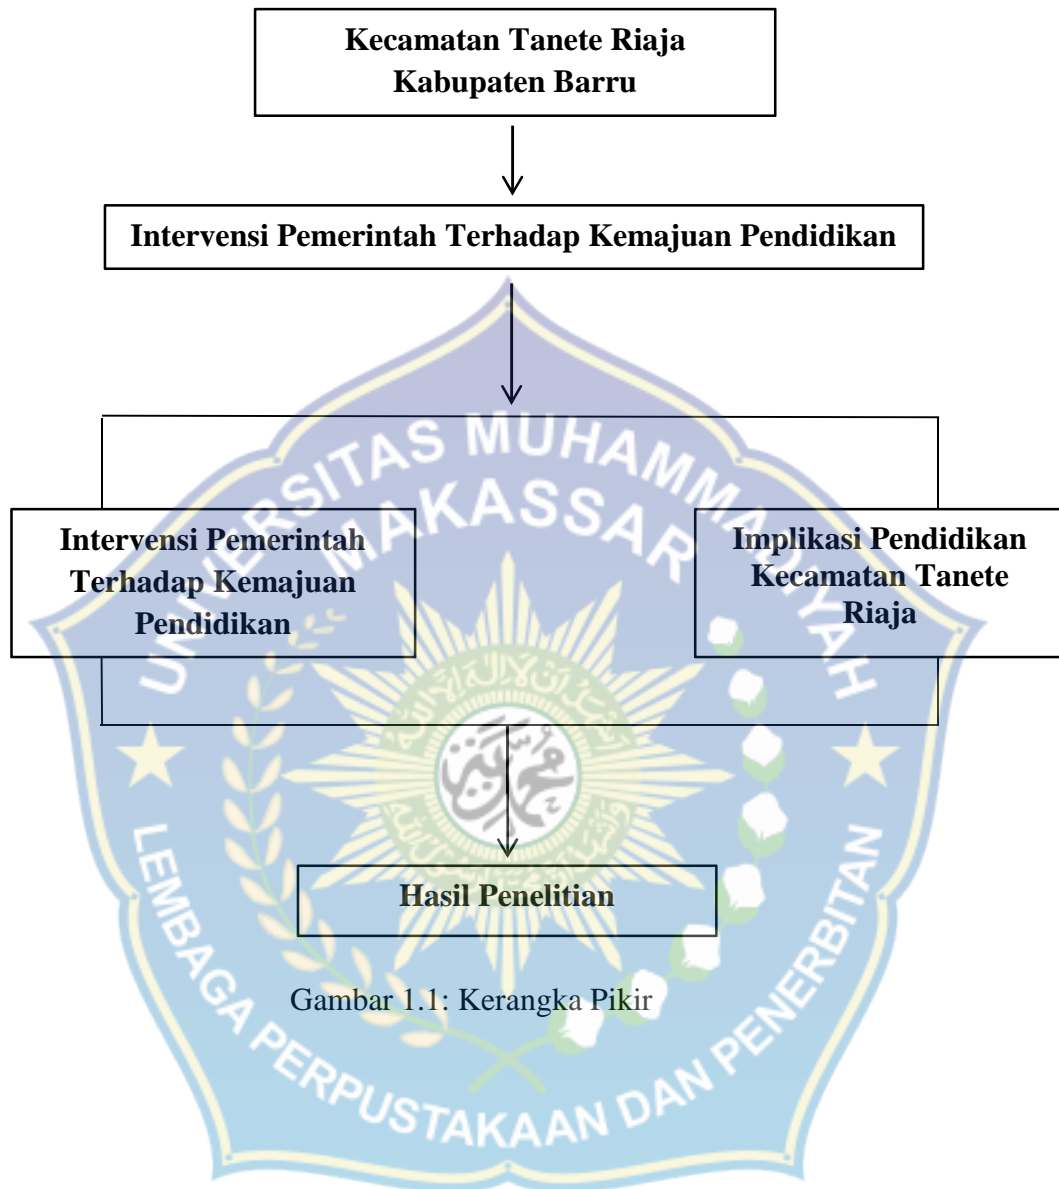 Kecamatan Tanete Riaja
Kabupaten Barru
Intervensi Pemerintah Terhadap Kemajuan Pendidikan
UNIVERSITAS MUHAMMADIYAH
MAKASSAR
Intervensi Pemerintah
Terhadap Kemajuan
Pendidikan
Implikasi Pendidikan
Kecamatan Tanete
Riaja
Hasil Penelitian
Gambar 1.1: Kerangka Pikir
LEMBAGA PERPUSTAKAAN DAN PENERBITAN